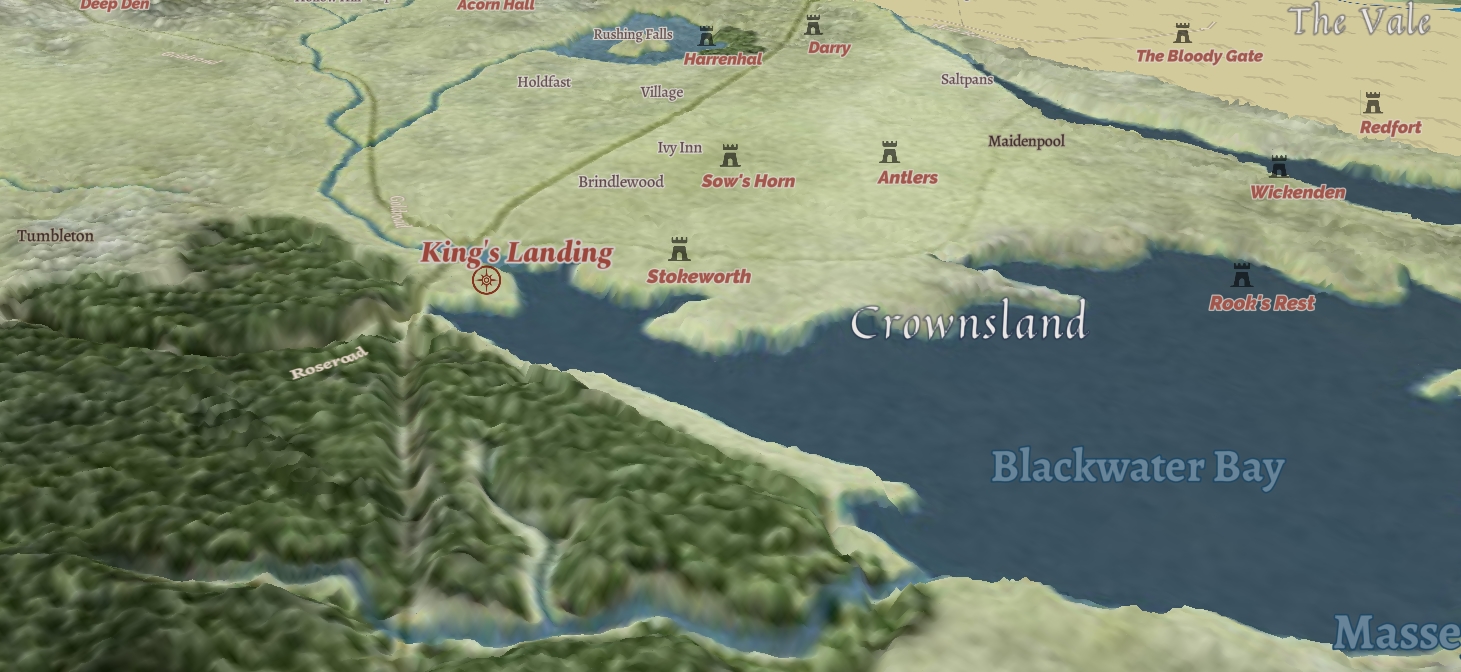 Deep Den
Acorn Hall
The Vale
Rushing Falls
Harrenhal
Darry
The Bloody Gate
Holdfast
Village
Saltpans
Redfort
Ivy Inn
Maidenpool
Brindlewood
Sow's Horn
Antlers
Wickenden
Tumbleton
King's Landing
Stokeworth
Rook's Rest
Crownsland
Roseroad
Blackwater Bay
Masse